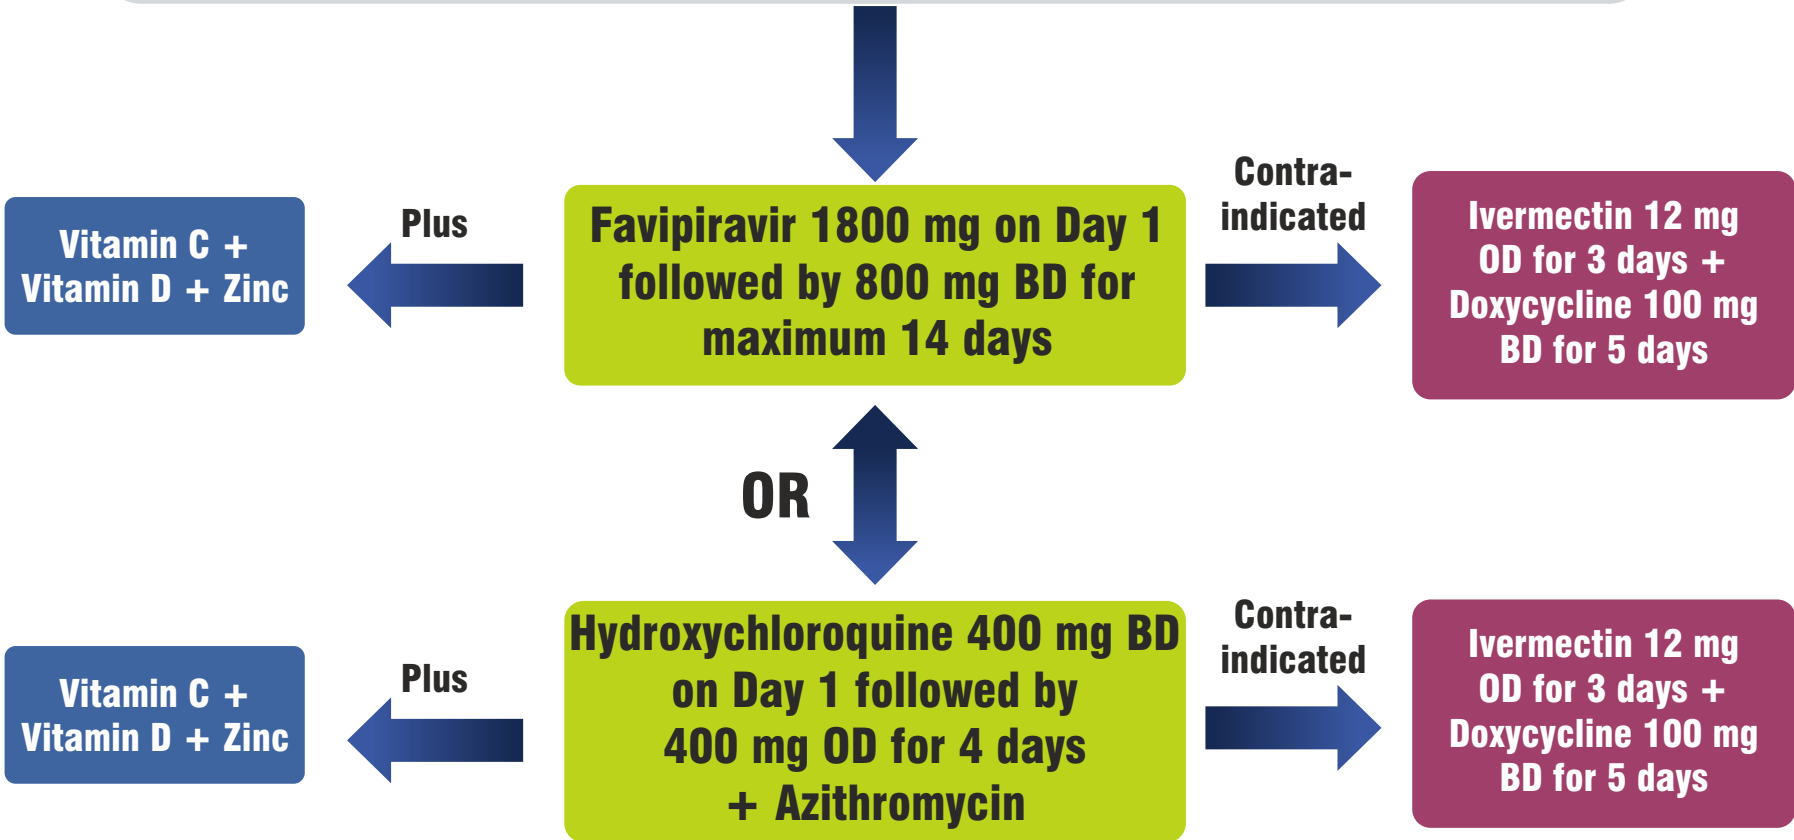 Vitamin C +
Vitamin D + Zinc
Plus
Favipiravir 1800 mg on Day 1
followed by 800 mg BD for
maximum 14 days
Contra-
indicated
Ivermectin 12 mg
OD for 3 days +
Doxycycline 100 mg
BD for 5 days
OR
Vitamin C +
Vitamin D + Zinc
Plus
Hydroxychloroquine 400 mg BD
on Day 1 followed by
400 mg OD for 4 days
+ Azithromycin
Contra-
indicated
Ivermectin 12 mg
OD for 3 days +
Doxycycline 100 mg
BD for 5 days